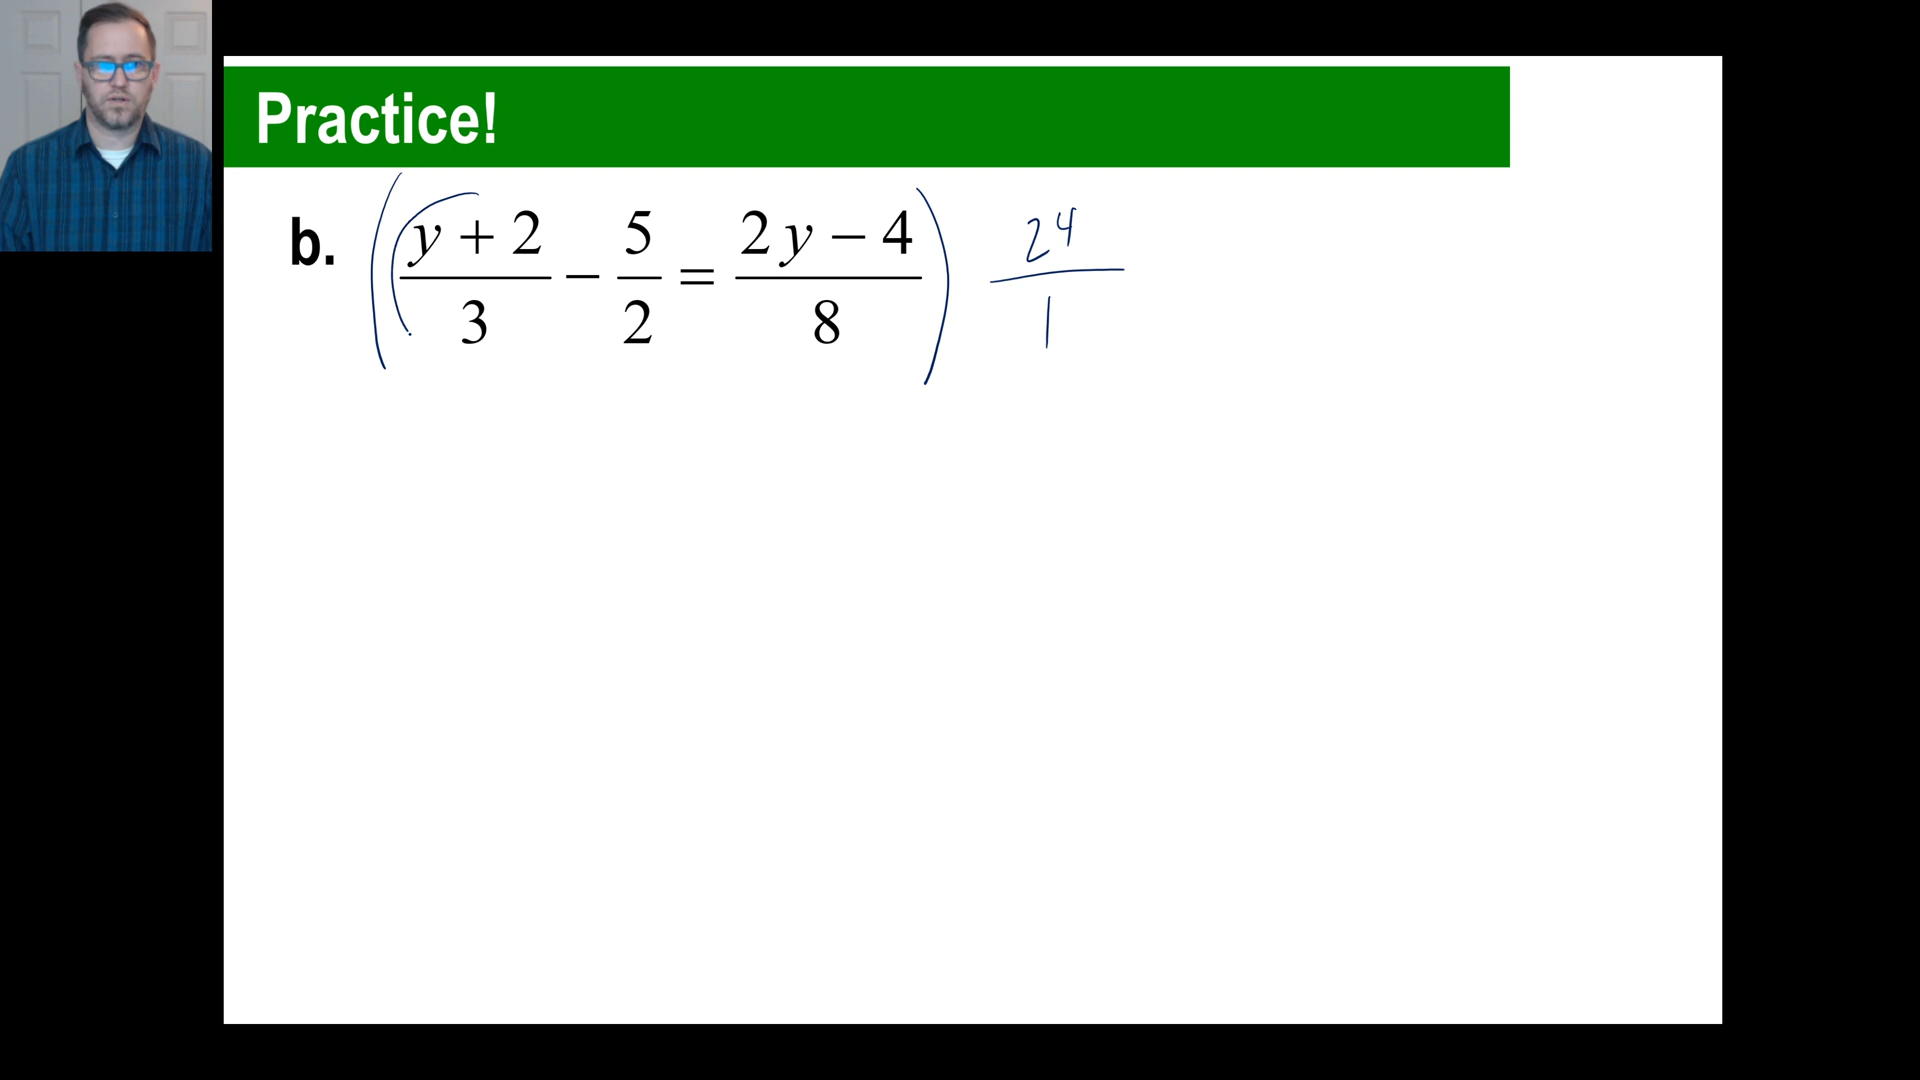 Practice!
b. ( (y + 2)/3 − 5/2 = (2y − 4)/8 ) 24/1